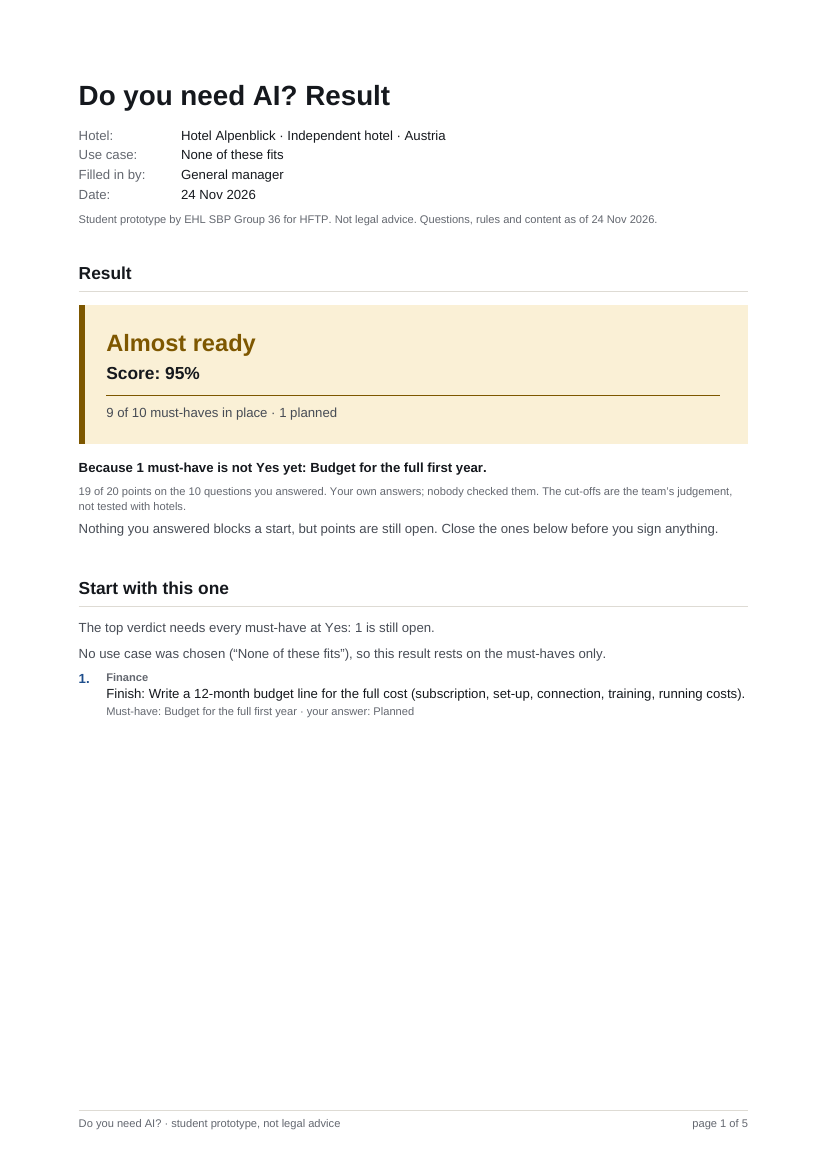 Do you need AI? Result
Hotel: Hotel Alpenblick · Independent hotel · Austria
Use case: None of these fits
Filled in by: General manager
Date: 24 Nov 2026
Student prototype by EHL SBP Group 36 for HFTP. Not legal advice. Questions, rules and content as of 24 Nov 2026.
Result
Almost ready
Score: 95%
9 of 10 must-haves in place · 1 planned
Because 1 must-have is not Yes yet: Budget for the full first year.
19 of 20 points on the 10 questions you answered. Your own answers; nobody checked them. The cut-offs are the team’s judgement,
not tested with hotels.
Nothing you answered blocks a start, but points are still open. Close the ones below before you sign anything.
Start with this one
The top verdict needs every must-have at Yes: 1 is still open.
No use case was chosen (“None of these fits”), so this result rests on the must-haves only.
1. Finance
Finish: Write a 12-month budget line for the full cost (subscription, set-up, connection, training, running costs).
Must-have: Budget for the full first year · your answer: Planned
Do you need AI? · student prototype, not legal advice page 1 of 5